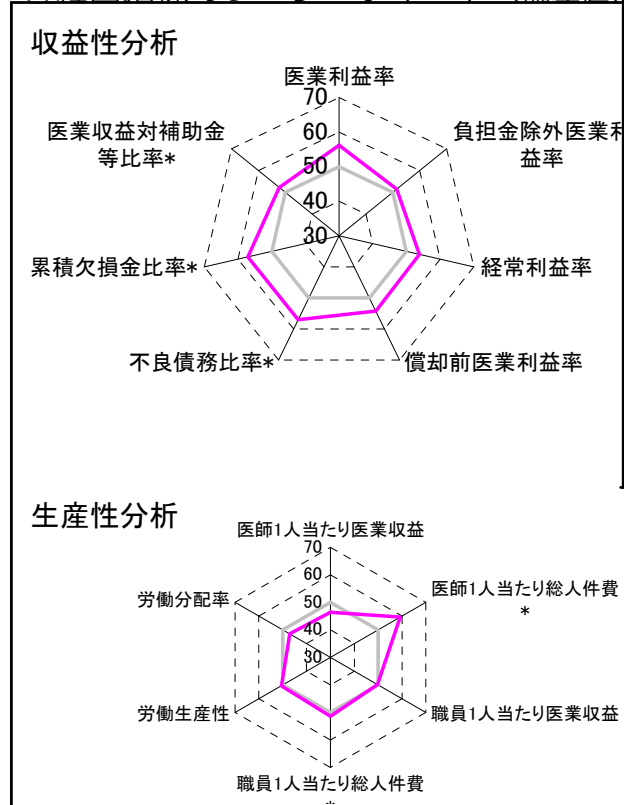 収益性分析
医業利益率
70
60
50
40
30
負担金除外医業利
益率
経常利益率
償却前医業利益率
不良債務比率*
累積欠損金比率*
医業収益対補助金
等比率*
生産性分析
医師1人当たり医業収益
70
60
50
40
30
医師1人当たり総人件費
*
職員1人当たり医業収益
職員1人当たり総人件費
労働生産性
労働分配率